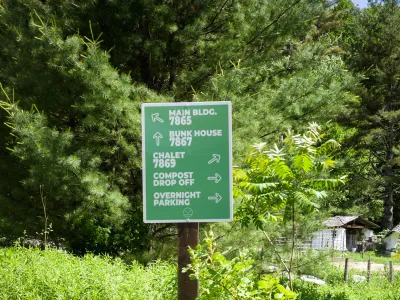 MAIN BLDG.
7865
BUNK HOUSE
7867
CHALET
7869
COMPOST
DROP OFF
OVERNIGHT
PARKING